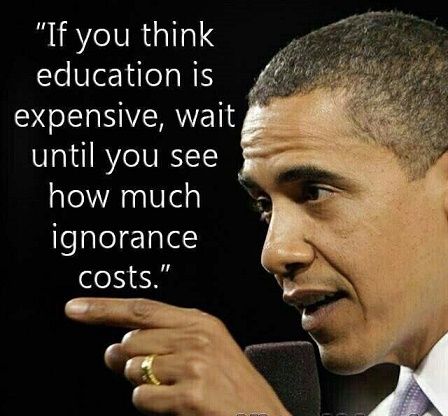 "If you think
education is
expensive, wait
until you see
how much
ignorance
costs."